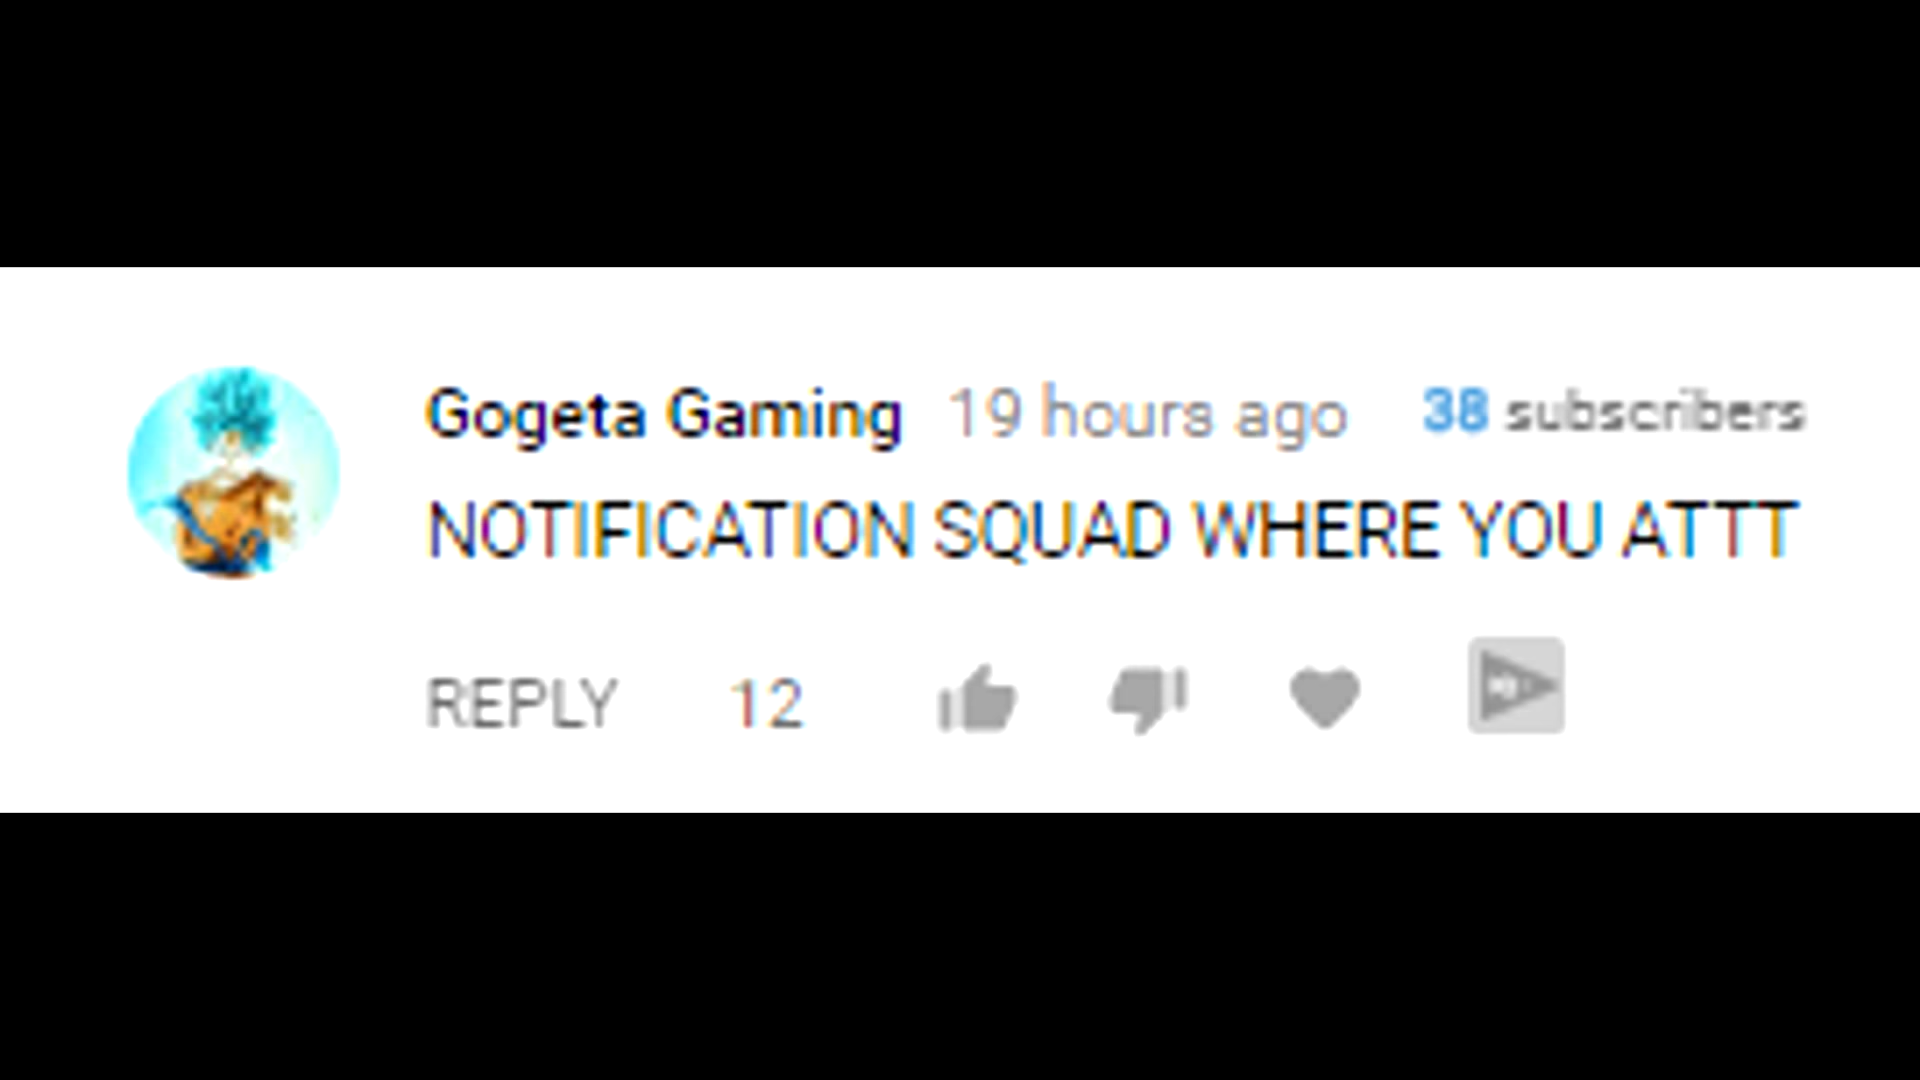 Gogeta Gaming 19 hours ago 38 subscribers
NOTIFICATION SQUAD WHERE YOU ATTT
REPLY 12